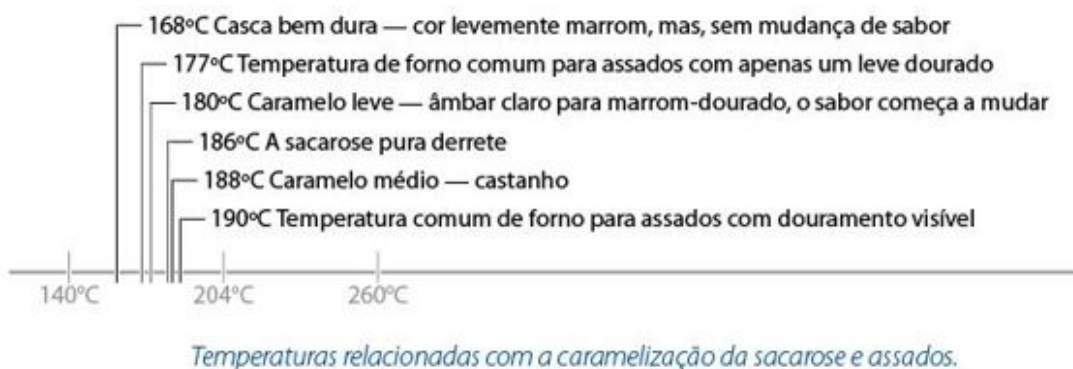 168ºC Casca bem dura — cor levemente marrom, mas, sem mudança de sabor
177ºC Temperatura de forno comum para assados com apenas um leve dourado
180ºC Caramelo leve — âmbar claro para marrom-dourado, o sabor começa a mudar
186ºC A sacarose pura derrete
188ºC Caramelo médio — castanho
190ºC Temperatura comum de forno para assados com douramento visível
140ºC 204ºC 260ºC
Temperaturas relacionadas com a caramelização da sacarose e assados.